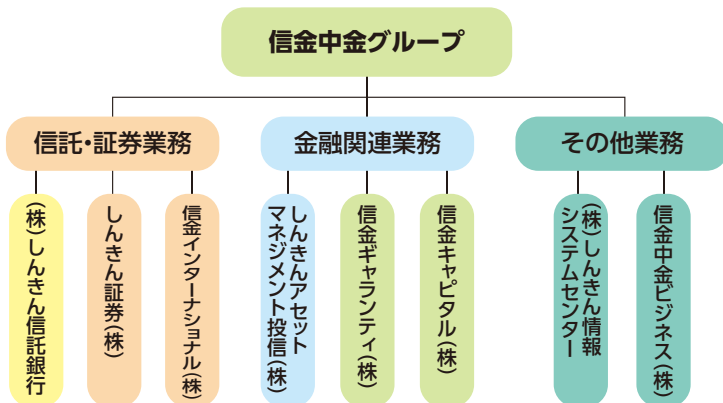 信金中金グループ
信託・証券業務
金融関連業務
その他業務
(株)しんきん信託銀行
しんきん証券(株)
信金インターナショナル(株)
しんきんアセット
マネジメント投信(株)
信金ギャランティ(株)
信金キャピタル(株)
(株)しんきん情報
システムセンター
信金中金ビジネス(株)